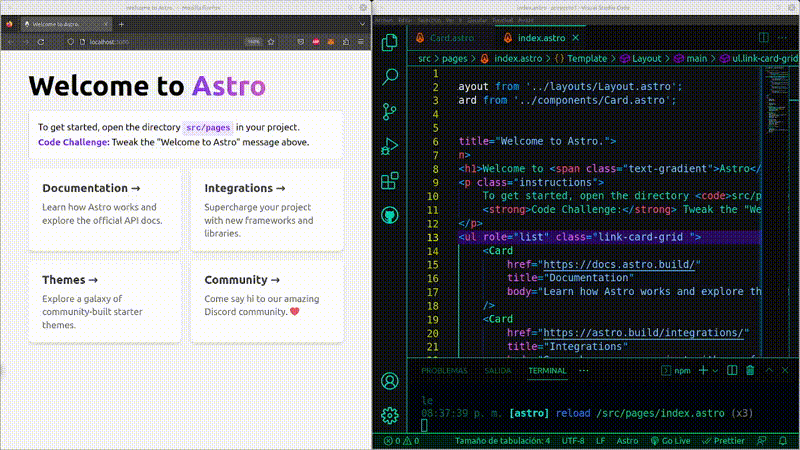 Welcome to Astro — Mozilla Firefox
Welcome to Astro.
localhost:3000
Welcome to Astro
To get started, open the directory src/pages in your project.
Code Challenge: Tweak the "Welcome to Astro" message above.
Documentation →
Learn how Astro works and
explore the official API docs.
Integrations →
Supercharge your project
with new frameworks and
libraries.
Themes →
Explore a galaxy of
community-built starter
themes.
Community →
Come say hi to our amazing
Discord community. ❤️
index.astro - astrocrn01 - Visual Studio Code
Card.astro
index.astro
src > pages > index.astro > {} Template > Layout > main > ul.link-card-grid
1
2 ayout from '../layouts/Layout.astro';
3 ard from '../components/Card.astro';
4
5
6 title="Welcome to Astro.">
7 n>
8 <h1>Welcome to <span class="text-gradient">Astro</
9 <p class="instructions">
10 To get started, open the directory <code>src/p
11 <strong>Code Challenge:</strong> Tweak the "We
12 </p>
13 <ul role="list" class="link-card-grid ">
14 <Card
15 href="https://docs.astro.build/"
16 title="Documentation"
17 body="Learn how Astro works and explore th
18 />
19 <Card
20 href="https://astro.build/integrations/"
21 title="Integrations"
PROBLEMAS SALIDA TERMINAL ··· npm
le
08:37:39 p. m. [astro] reload /src/pages/index.astro (x3)
0 0 Tamaño de tabulación: 4 UTF-8 LF Astro Go Live Prettier